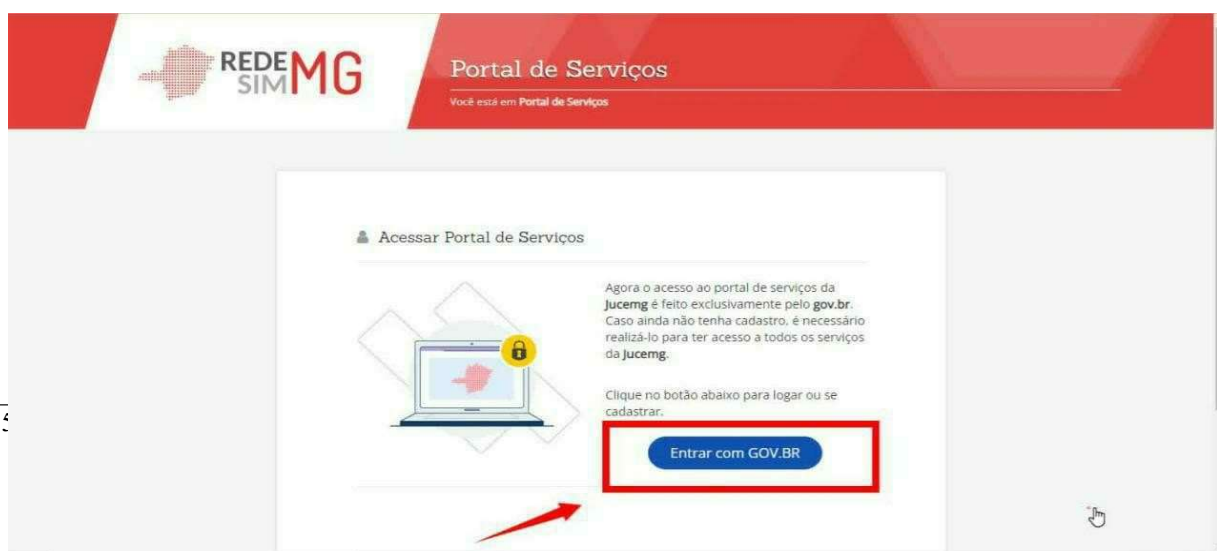 REDE
SIM MG
Portal de Serviços
Você está em Portal de Serviços
Acessar Portal de Serviços
Agora o acesso ao portal de serviços da
Jucemg é feito exclusivamente pelo gov.br.
Caso ainda não tenha cadastro, é necessário
realizá-lo para ter acesso a todos os serviços
da Jucemg.
Clique no botão abaixo para logar ou se
cadastrar.
Entrar com GOV.BR